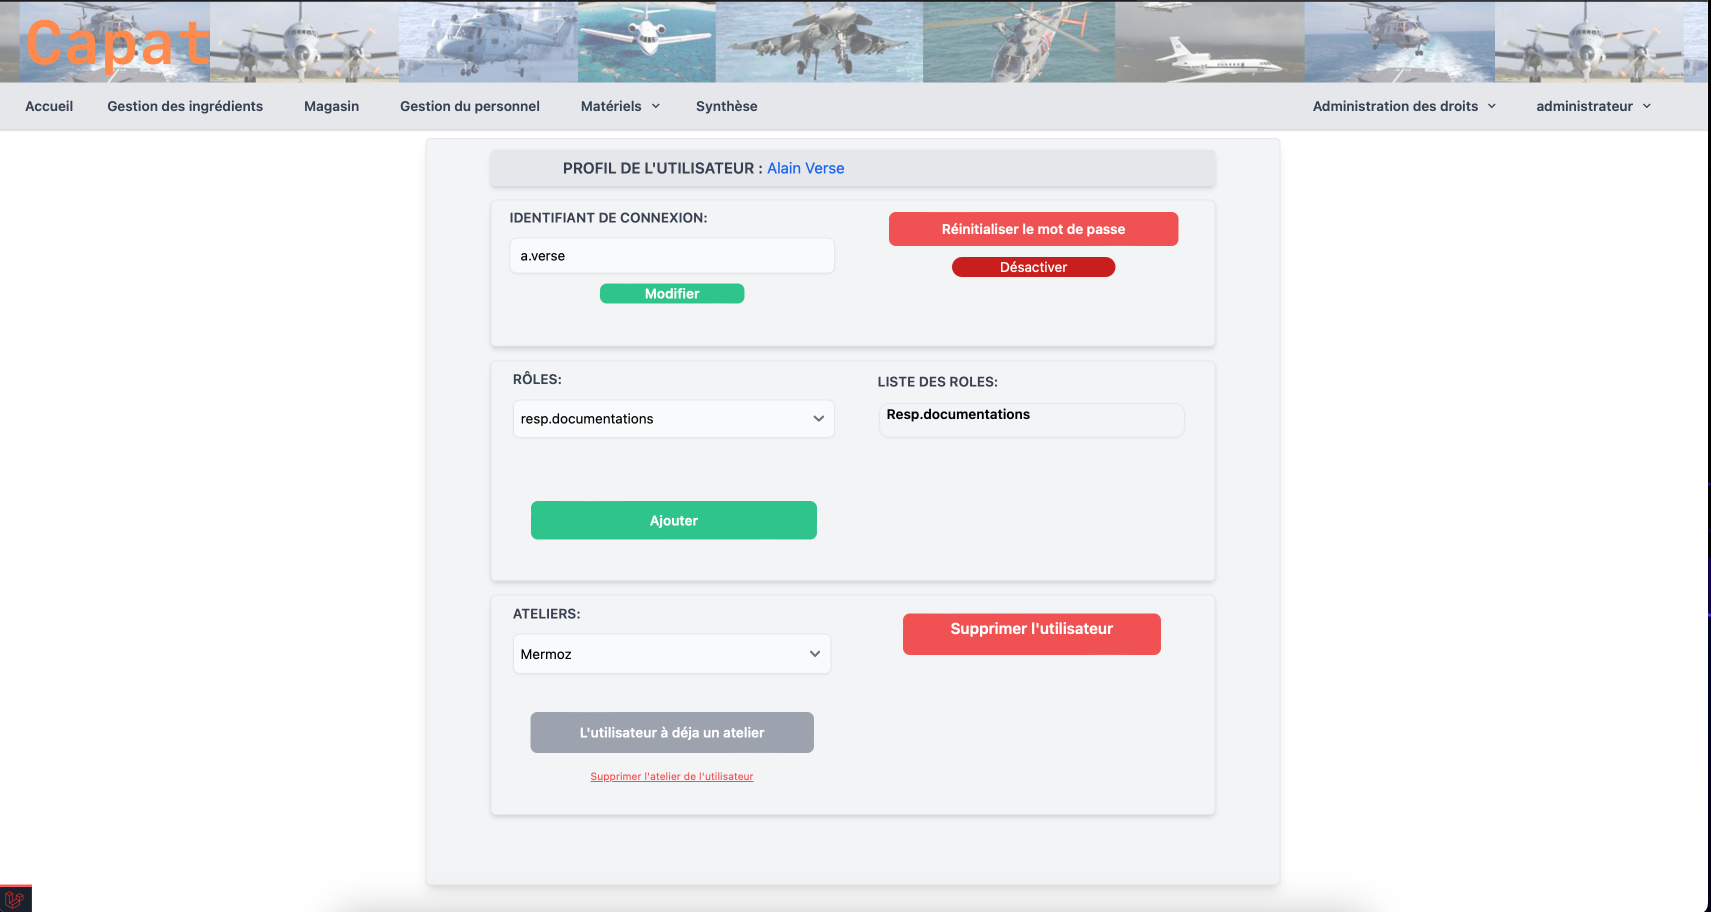 Capat
Accueil Gestion des ingrédients Magasin Gestion du personnel Matériels Synthèse Administration des droits administrateur
PROFIL DE L'UTILISATEUR : Alain Verse
IDENTIFIANT DE CONNEXION:
a.verse
Modifier
Réinitialiser le mot de passe
Désactiver
RÔLES:
resp.documentations
Ajouter
LISTE DES ROLES:
Resp.documentations
ATELIERS:
Mermoz
L'utilisateur à déja un atelier
Supprimer l'atelier de l'utilisateur
Supprimer l'utilisateur